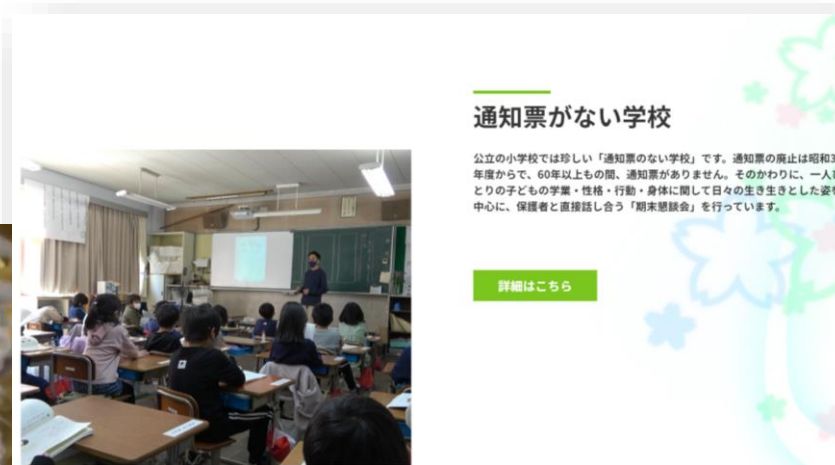 通知票がない学校
公立の小学校では珍しい「通知票のない学校」です。通知票の廃止は昭和3
年度からで、60年以上もの間、通知票がありません。そのかわりに、一人ひ
とりの子どもの学業・性格・行動・身体に関して日々の生き生きとした姿を
中心に、保護者と直接話し合う「期末懇談会」を行っています。
詳細はこちら